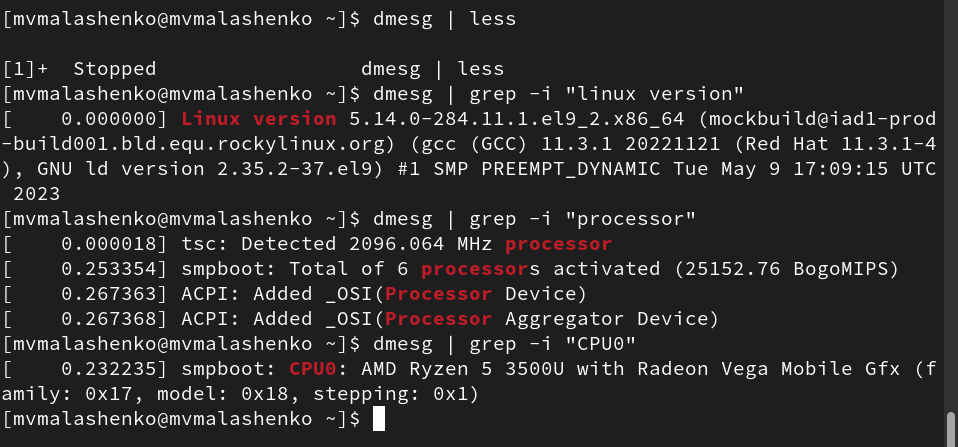 [mvmalashenko@mvmalashenko ~]$ dmesg | less

[1]+  Stopped                 dmesg | less
[mvmalashenko@mvmalashenko ~]$ dmesg | grep -i "linux version"
[    0.000000] Linux version 5.14.0-284.11.1.el9_2.x86_64 (mockbuild@iad1-prod
-build001.bld.equ.rockylinux.org) (gcc (GCC) 11.3.1 20221121 (Red Hat 11.3.1-4
), GNU ld version 2.35.2-37.el9) #1 SMP PREEMPT_DYNAMIC Tue May 9 17:09:15 UTC
 2023
[mvmalashenko@mvmalashenko ~]$ dmesg | grep -i "processor"
[    0.000018] tsc: Detected 2096.064 MHz processor
[    0.253354] smpboot: Total of 6 processors activated (25152.76 BogoMIPS)
[    0.267363] ACPI: Added _OSI(Processor Device)
[    0.267368] ACPI: Added _OSI(Processor Aggregator Device)
[mvmalashenko@mvmalashenko ~]$ dmesg | grep -i "CPU0"
[    0.232235] smpboot: CPU0: AMD Ryzen 5 3500U with Radeon Vega Mobile Gfx (f
amily: 0x17, model: 0x18, stepping: 0x1)
[mvmalashenko@mvmalashenko ~]$